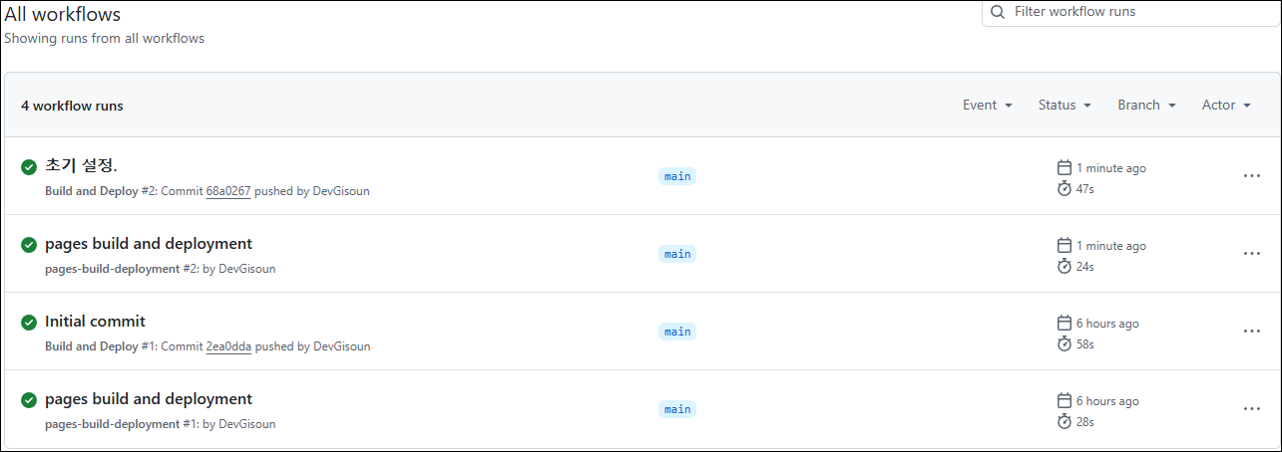 All workflows
Filter workflow runs
Showing runs from all workflows
4 workflow runs
Event
Status
Branch
Actor
초기 설정.
Build and Deploy #2: Commit 68a0267 pushed by DevGisoun
main
1 minute ago
47s
pages build and deployment
pages-build-deployment #2: by DevGisoun
main
1 minute ago
24s
Initial commit
Build and Deploy #1: Commit 2ea0dda pushed by DevGisoun
main
6 hours ago
58s
pages build and deployment
pages-build-deployment #1: by DevGisoun
main
6 hours ago
28s